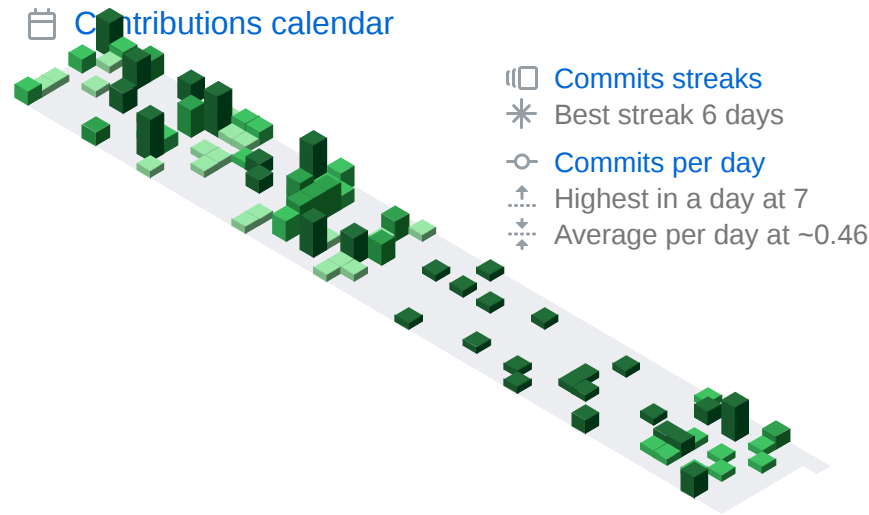 Contributions calendar
Commits streaks
Best streak 6 days
Commits per day
Highest in a day at 7
Average per day at ~0.46